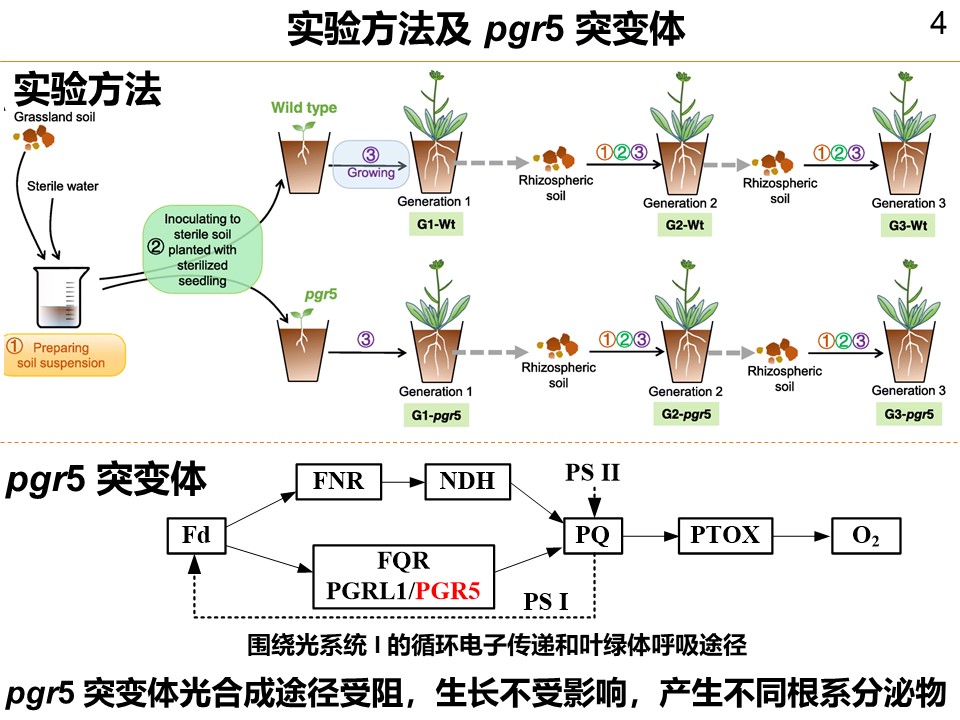 实验方法及 pgr5 突变体
4
实验方法
Grassland soil
Sterile water
① Preparing
soil suspension
Inoculating to
sterile soil
② planted with
sterilized
seedling
Wild type
③
Growing
Generation 1
G1-Wt
Rhizospheric
soil
①②③
Generation 2
G2-Wt
Rhizospheric
soil
①②③
Generation 3
G3-Wt
pgr5
③
Generation 1
G1-pgr5
Rhizospheric
soil
①②③
Generation 2
G2-pgr5
Rhizospheric
soil
①②③
Generation 3
G3-pgr5
pgr5 突变体
FNR
NDH
PS II
Fd
PQ
PTOX
O₂
FQR
PGRL1/PGR5
PS I
围绕光系统 I 的循环电子传递和叶绿体呼吸途径
pgr5 突变体光合成途径受阻，生长不受影响，产生不同根系分泌物